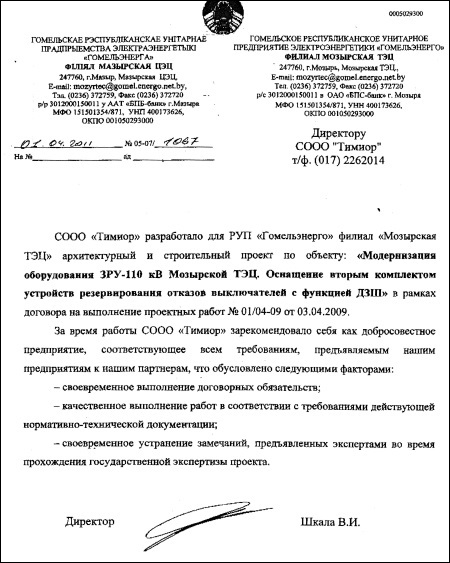 0005029300
ГОМЕЛЬСКАЕ РЭСПУБЛІКАНСКАЕ УНІТАРНАЕ
ПРАДПРЫЕМСТВА ЭЛЕКТРАЭНЕРГЕТЫКІ
«ГОМЕЛЬЭНЕРГА»
ФІЛІЯЛ МАЗЫРСКАЯ ЦЭЦ
247760, г.Мазыр, Мазырская ЦЭЦ,
E-mail: mozyrtec@gomel.energo.net.by,
Тэл. (0236) 372759, Факс (0236) 372720
р/р 3012000150011 у ААТ «БПБ-банк» г.Мазыра
МФО 151501354/871, УНП 400173626,
ОКПО 001050293000
ГОМЕЛЬСКОЕ РЕСПУБЛИКАНСКОЕ УНИТАРНОЕ
ПРЕДПРИЯТИЕ ЭЛЕКТРОЭНЕРГЕТИКИ «ГОМЕЛЬЭНЕРГО»
ФИЛИАЛ МОЗЫРСКАЯ ТЭЦ
247760, г.Мозырь, Мозырская ТЭЦ,
E-mail: mozyrtec@gomel.energo.net.by,
Тел. (0236) 372759, Факс (0236) 372720
р/с 3012000150011 в ОАО «БПС-банк» г. Мозыря
МФО 151501354/871, УНН 400173626,
ОКПО 001050293000
01.04.2011 № 05-07/ 1067
На № ад
Директору
СООО "Тимиор"
т/ф. (017) 2262014
СООО «Тимиор» разработало для РУП «Гомельэнерго» филиал «Мозырская
ТЭЦ» архитектурный и строительный проект по объекту: «Модернизация
оборудования ЗРУ-110 кВ Мозырской ТЭЦ. Оснащение вторым комплектом
устройств резервирования отказов выключателей с функцией ДЗШ» в рамках
договора на выполнение проектных работ № 01/04-09 от 03.04.2009.
За время работы СООО «Тимиор» зарекомендовало себя как добросовестное
предприятие, соответствующее всем требованиям, предъявляемым нашим
предприятиям к нашим партнерам, что обусловлено следующими факторами:
– своевременное выполнение договорных обязательств;
– качественное выполнение работ в соответствии с требованиями действующей
нормативно-технической документации;
– своевременное устранение замечаний, предъявленных экспертами во время
прохождения государственной экспертизы проекта.
Директор Шкала В.И.